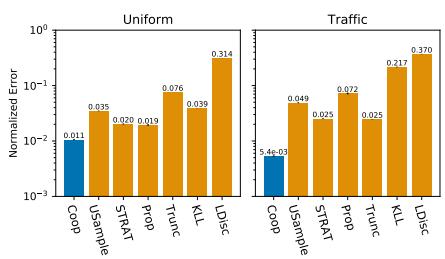 Uniform
Traffic
Normalized Error
10⁰
10⁻¹
10⁻²
10⁻³
0.011
0.035
0.020
0.019
0.076
0.039
0.314
5.4e-03
0.049
0.025
0.072
0.025
0.217
0.370
Coop
USample
STRAT
Prop
Trunc
KLL
LDisc
Coop
USample
STRAT
Prop
Trunc
KLL
LDisc